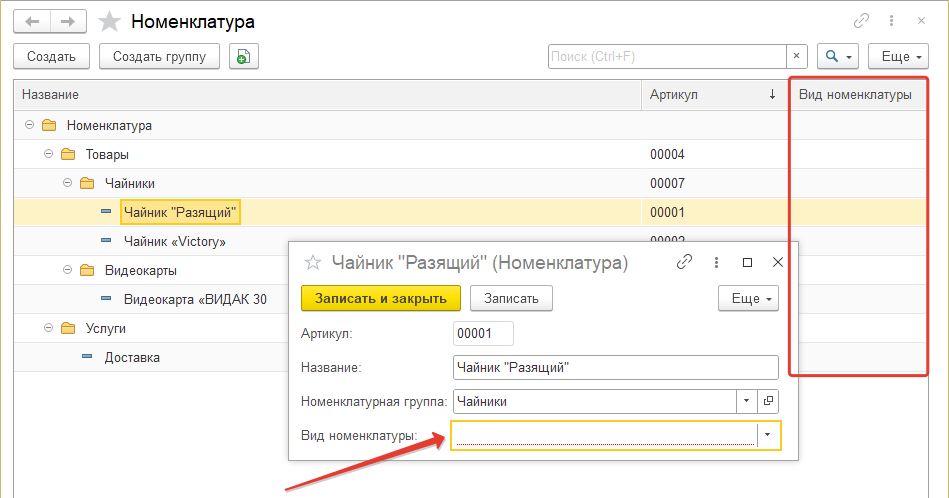 Номенклатура
Создать Создать группу Поиск (Ctrl+F) × Еще
Название Артикул ↓ Вид номенклатуры
Номенклатура
Товары 00004
Чайники 00007
Чайник "Разящий" 00001
Чайник «Victory»
Видеокарты
Видеокарта «ВИДАК 30
Услуги
Доставка
Чайник "Разящий" (Номенклатура)
Записать и закрыть Записать Еще
Артикул: 00001
Название: Чайник "Разящий"
Номенклатурная группа: Чайники
Вид номенклатуры: